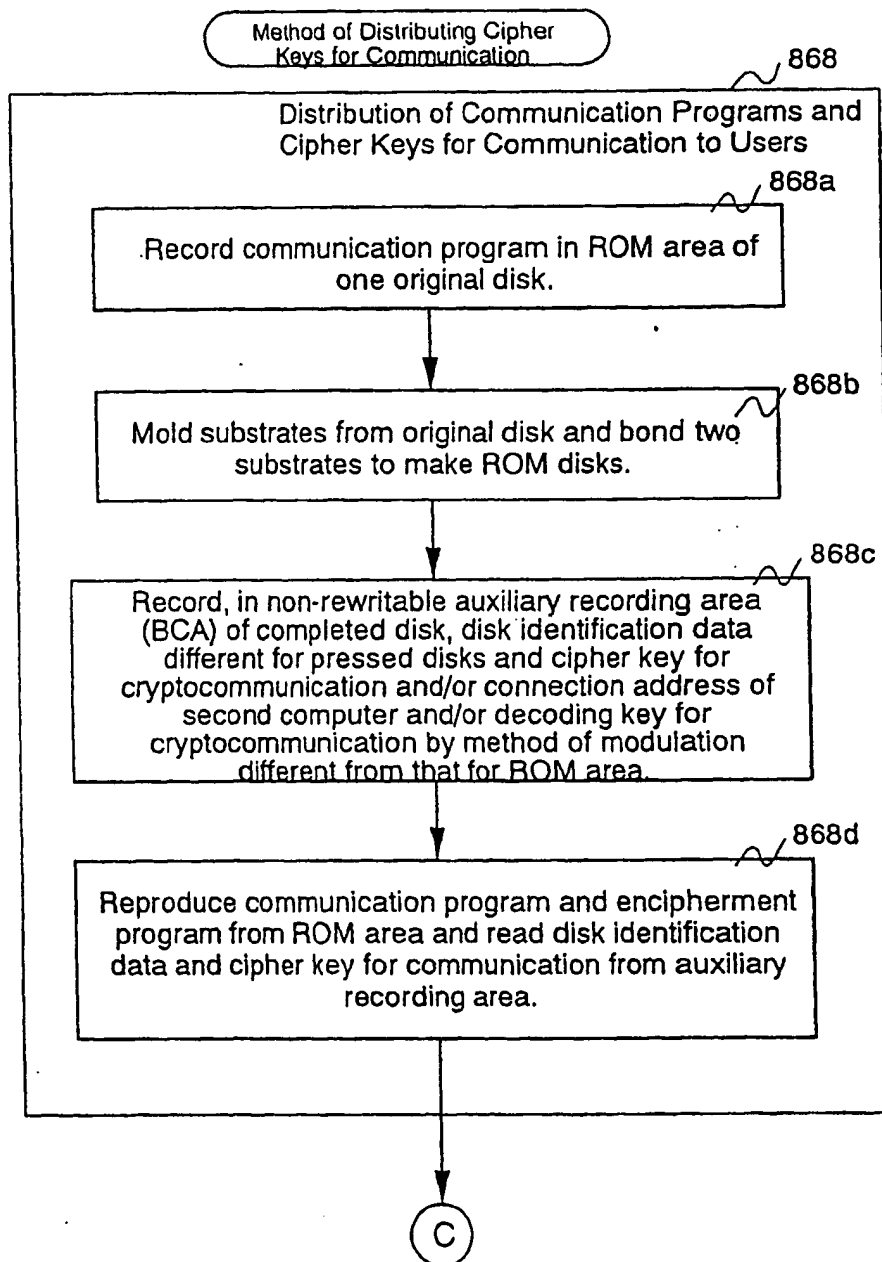 Method of Distributing Cipher
Keys for Communication
868
Distribution of Communication Programs and
Cipher Keys for Communication to Users
868a
Record communication program in ROM area of
one original disk.
868b
Mold substrates from original disk and bond two
substrates to make ROM disks.
868c
Record, in non-rewritable auxiliary recording area
(BCA) of completed disk, disk identification data
different for pressed disks and cipher key for
cryptocommunication and/or connection address of
second computer and/or decoding key for
cryptocommunication by method of modulation
different from that for ROM area.
868d
Reproduce communication program and encipherment
program from ROM area and read disk identification
data and cipher key for communication from auxiliary
recording area.
C